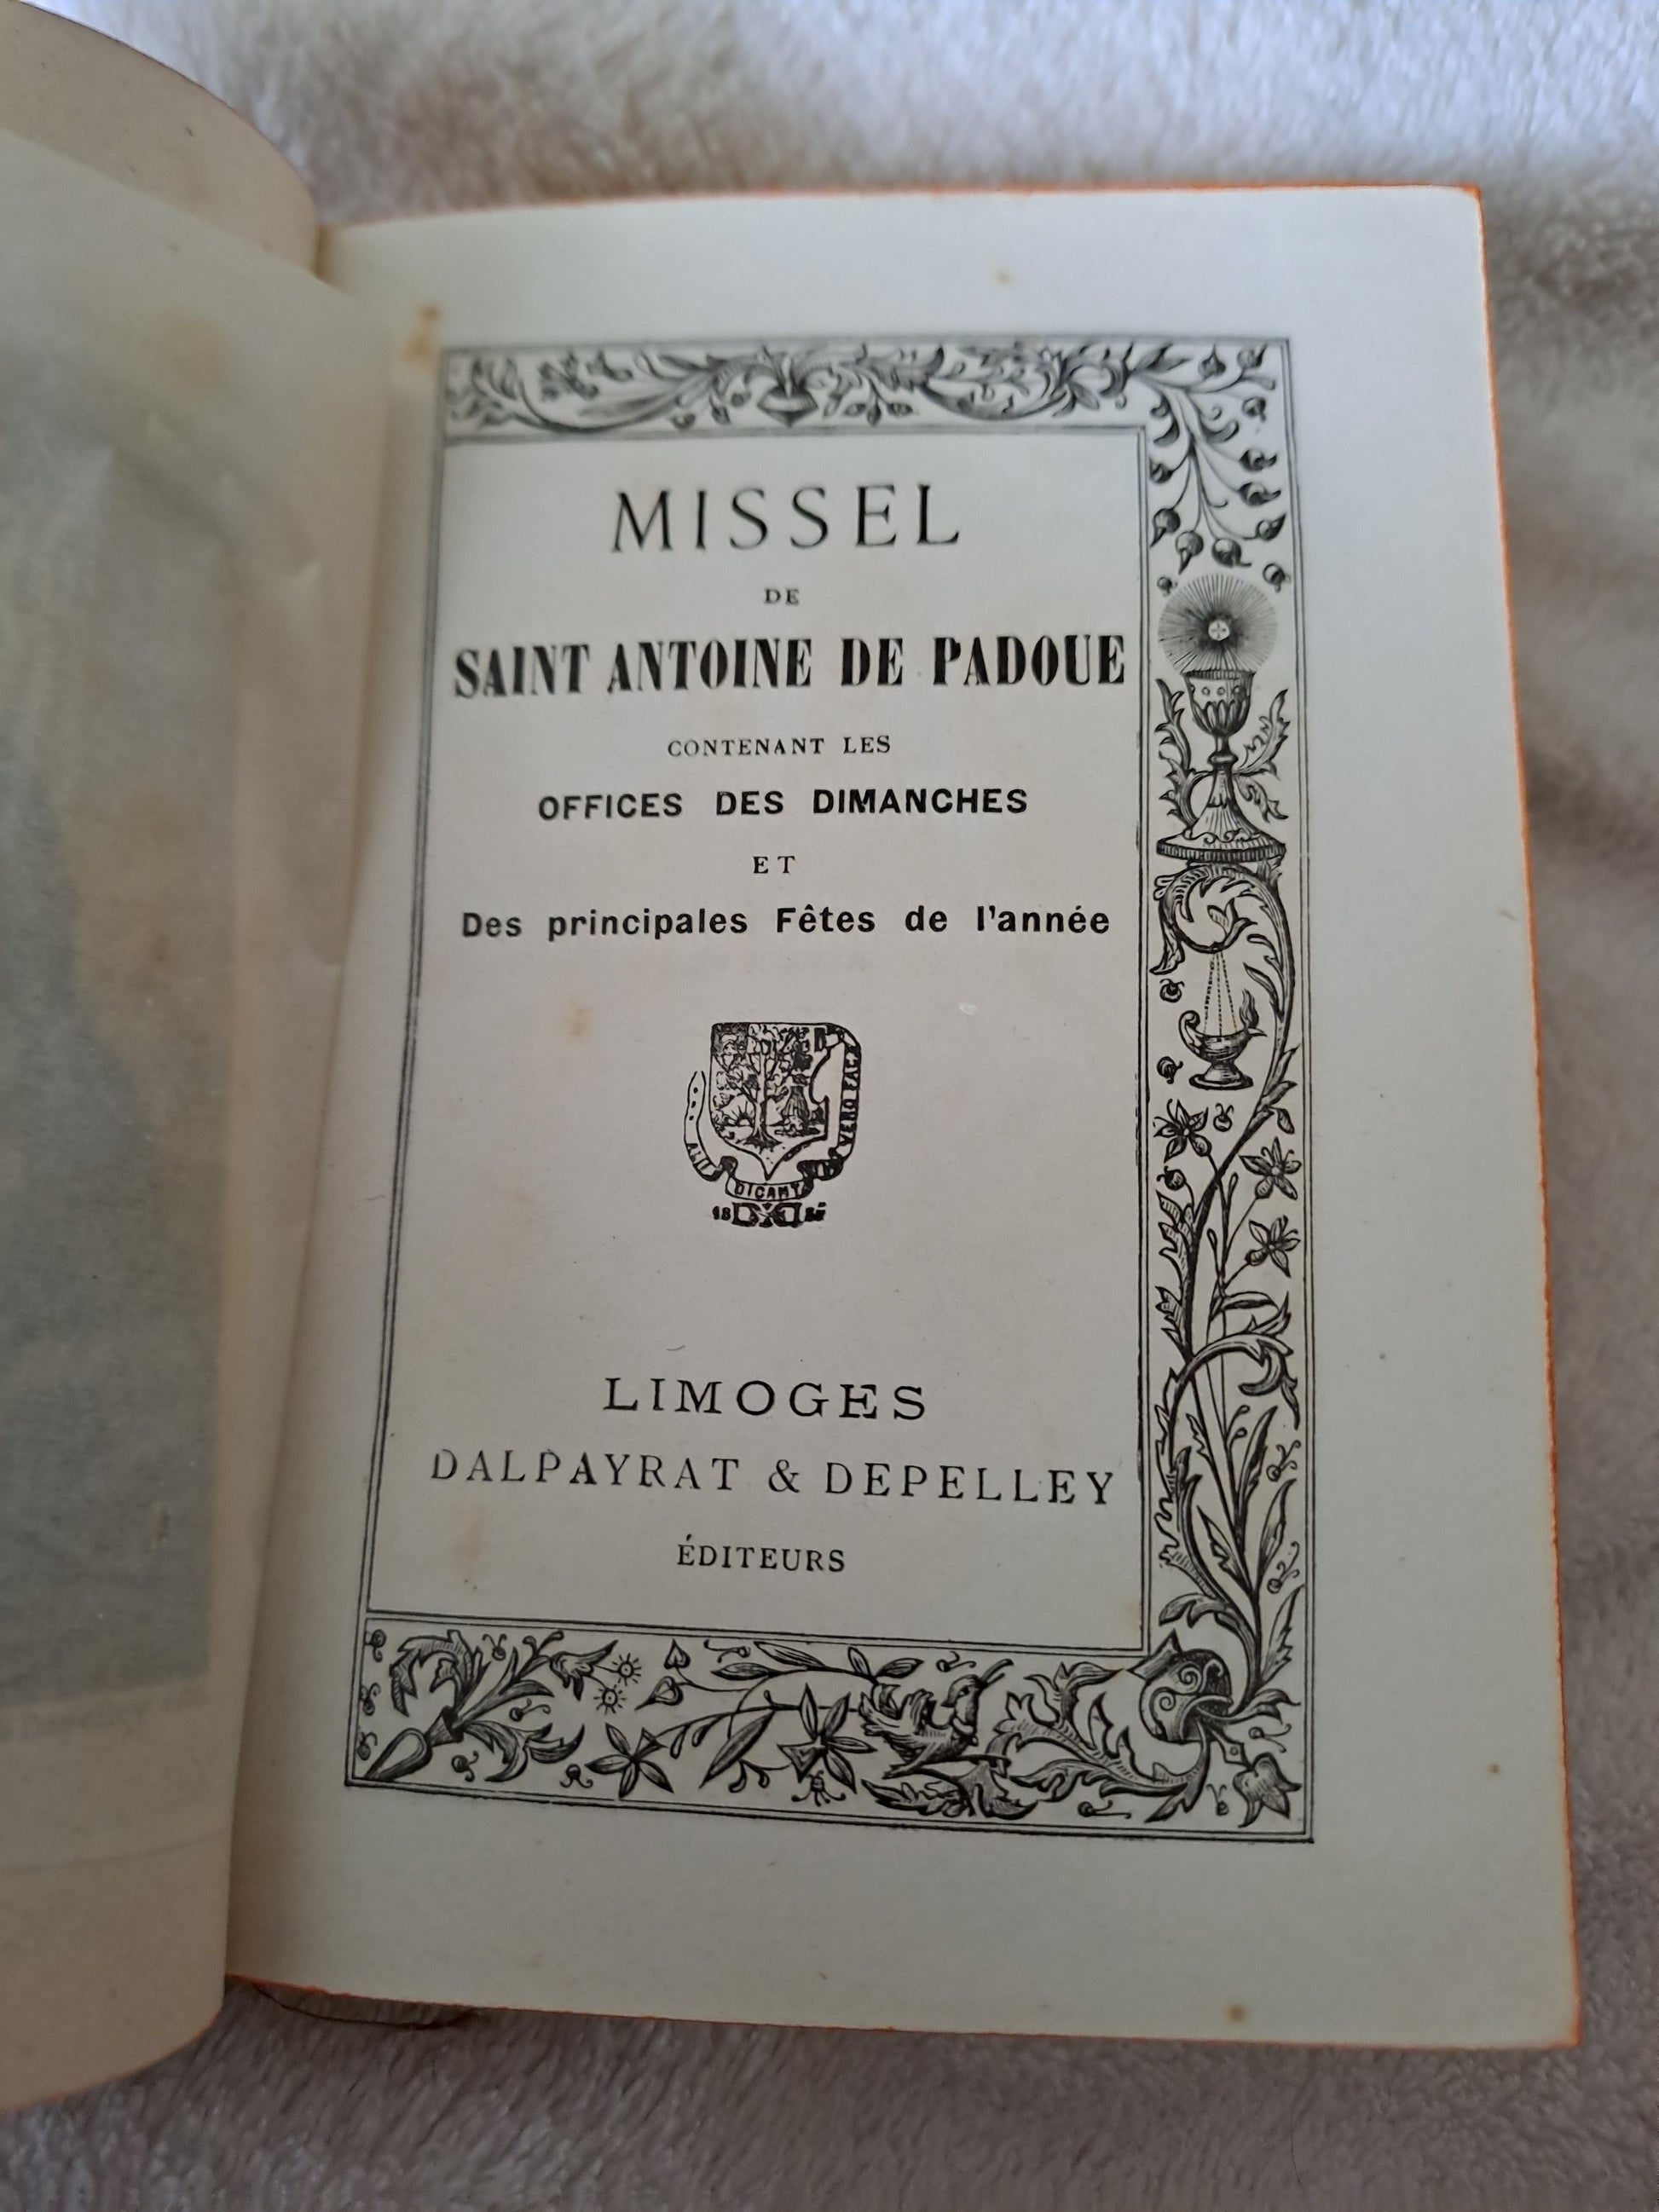 MISSEL
DE
SAINT ANTOINE DE PADOUE
CONTENANT LES
OFFICES DES DIMANCHES
ET
Des principales Fêtes de l'année
DICAM
LIMOGES
DALPAYRAT & DEPELLEY
ÉDITEURS